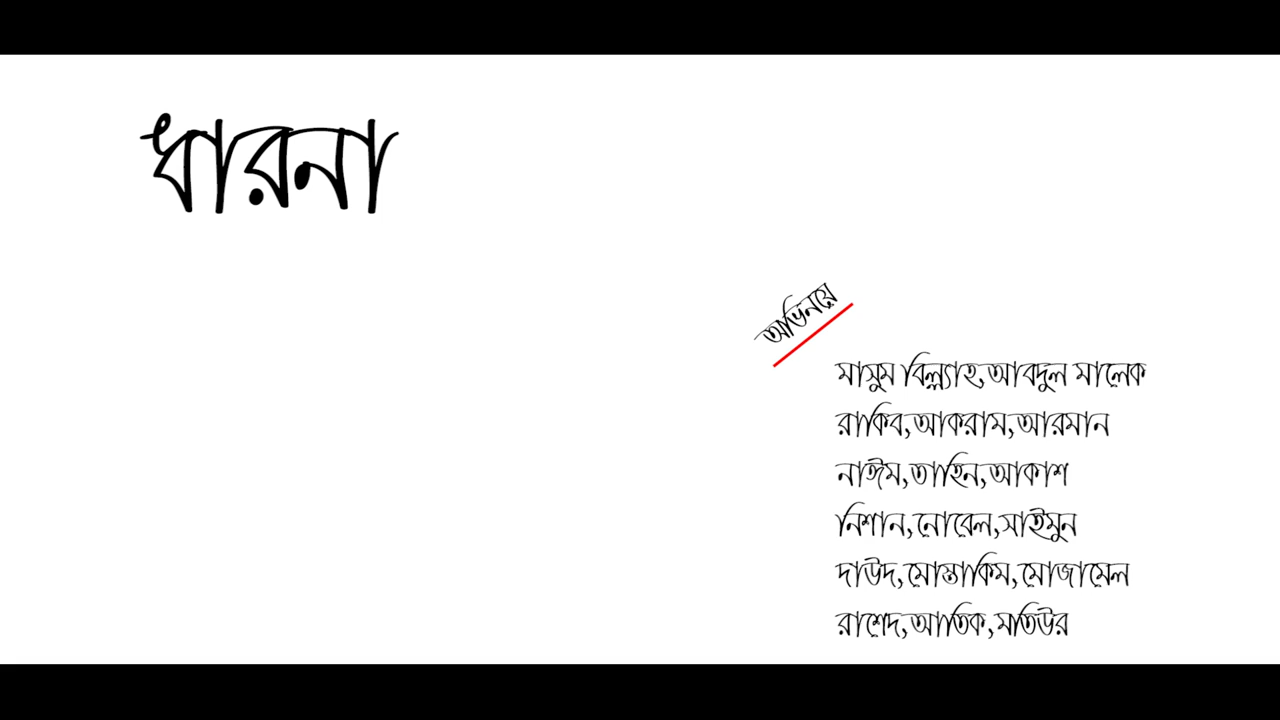 ধারনা
অভিনয়ে
মাসুম বিল্ল্যাহ,আবদুল মালেক
রাকিব,আকরাম,আরমান
নাঈম,তাহিন,আকাশ
নিশান,নোবেল,সাইমুন
দাউদ,মোস্তাকিম,মোজামেল
রাশেদ,আতিক,মতিউর